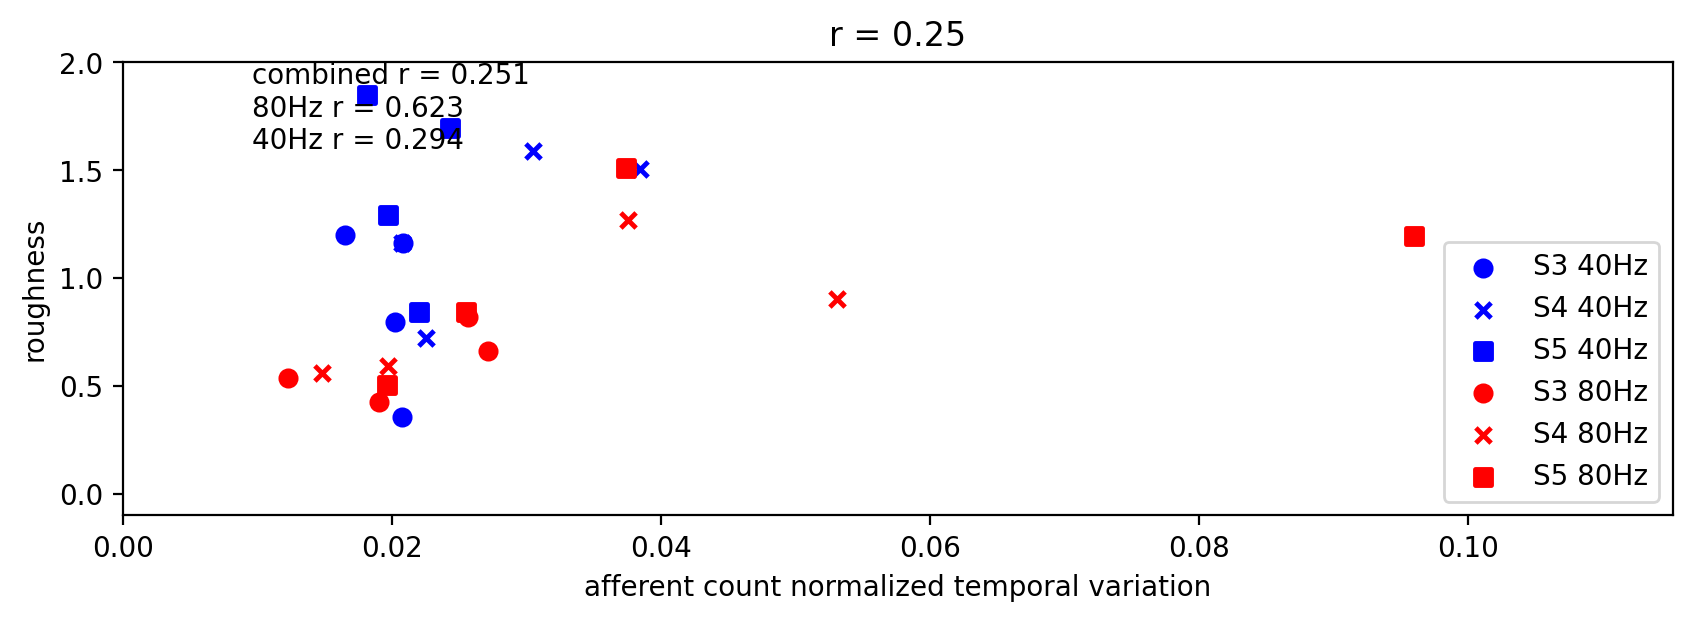 r = 0.25
combined r = 0.251
80Hz r = 0.623
40Hz r = 0.294
2.0
1.5
1.0
0.5
0.0
roughness
S3 40Hz
S4 40Hz
S5 40Hz
S3 80Hz
S4 80Hz
S5 80Hz
0.00 0.02 0.04 0.06 0.08 0.10
afferent count normalized temporal variation